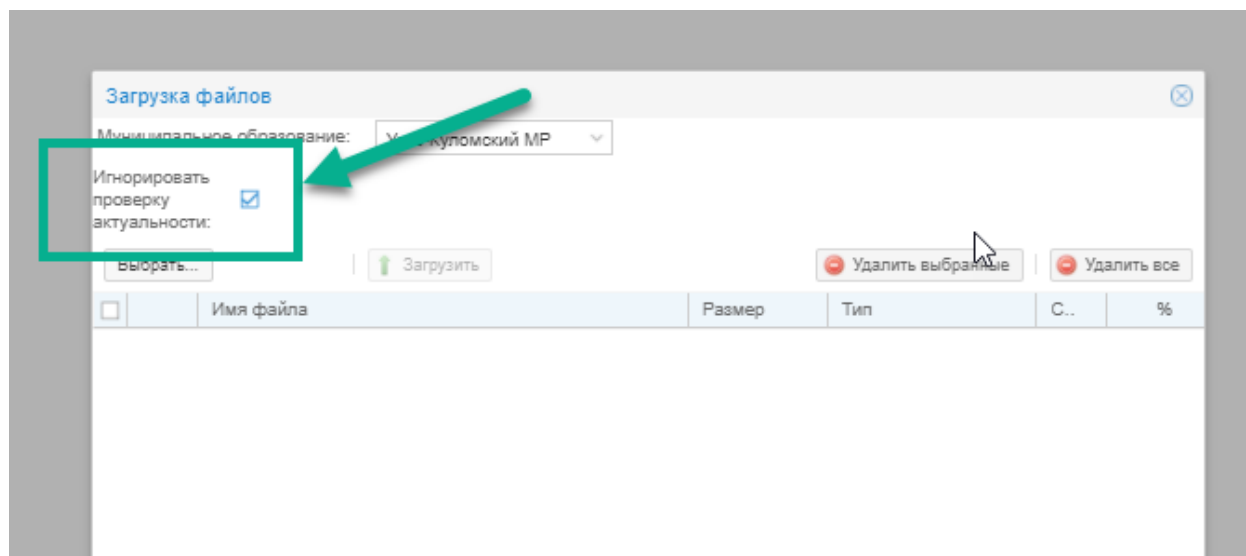 Загрузка файлов
Муниципальное образование: Куломский МР
Игнорировать
проверку
актуальности:
Выбрать... Загрузить Удалить выбранные Удалить все
Имя файла Размер Тип С.. %